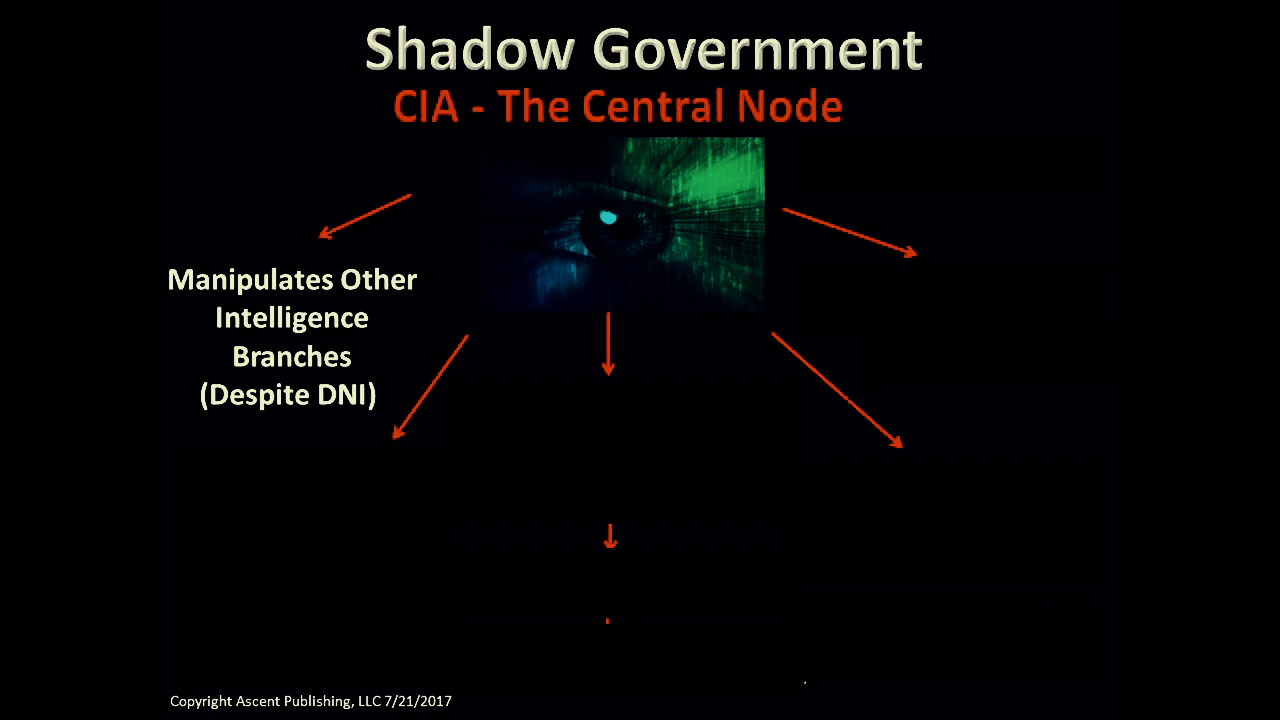 Shadow Government
CIA - The Central Node
Manipulates Other
Intelligence
Branches
(Despite DNI)
Copyright Ascent Publishing, LLC 7/21/2017